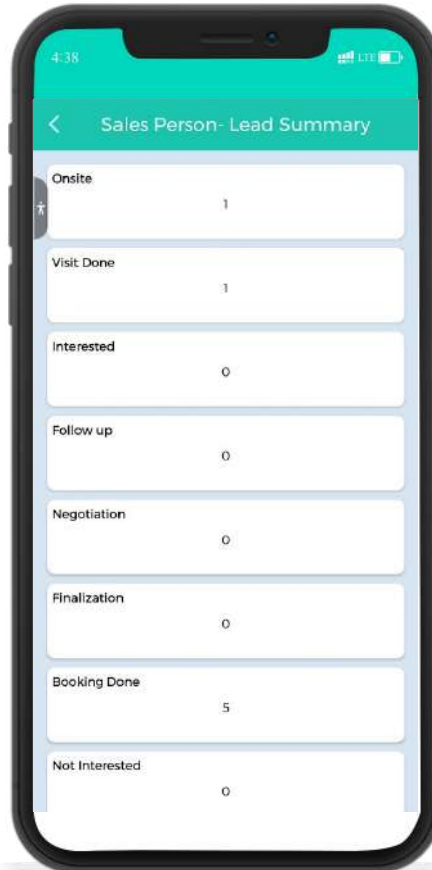 4:38
LTE
Sales Person- Lead Summary
Onsite
1
Visit Done
1
Interested
0
Follow up
0
Negotiation
0
Finalization
0
Booking Done
5
Not Interested
0